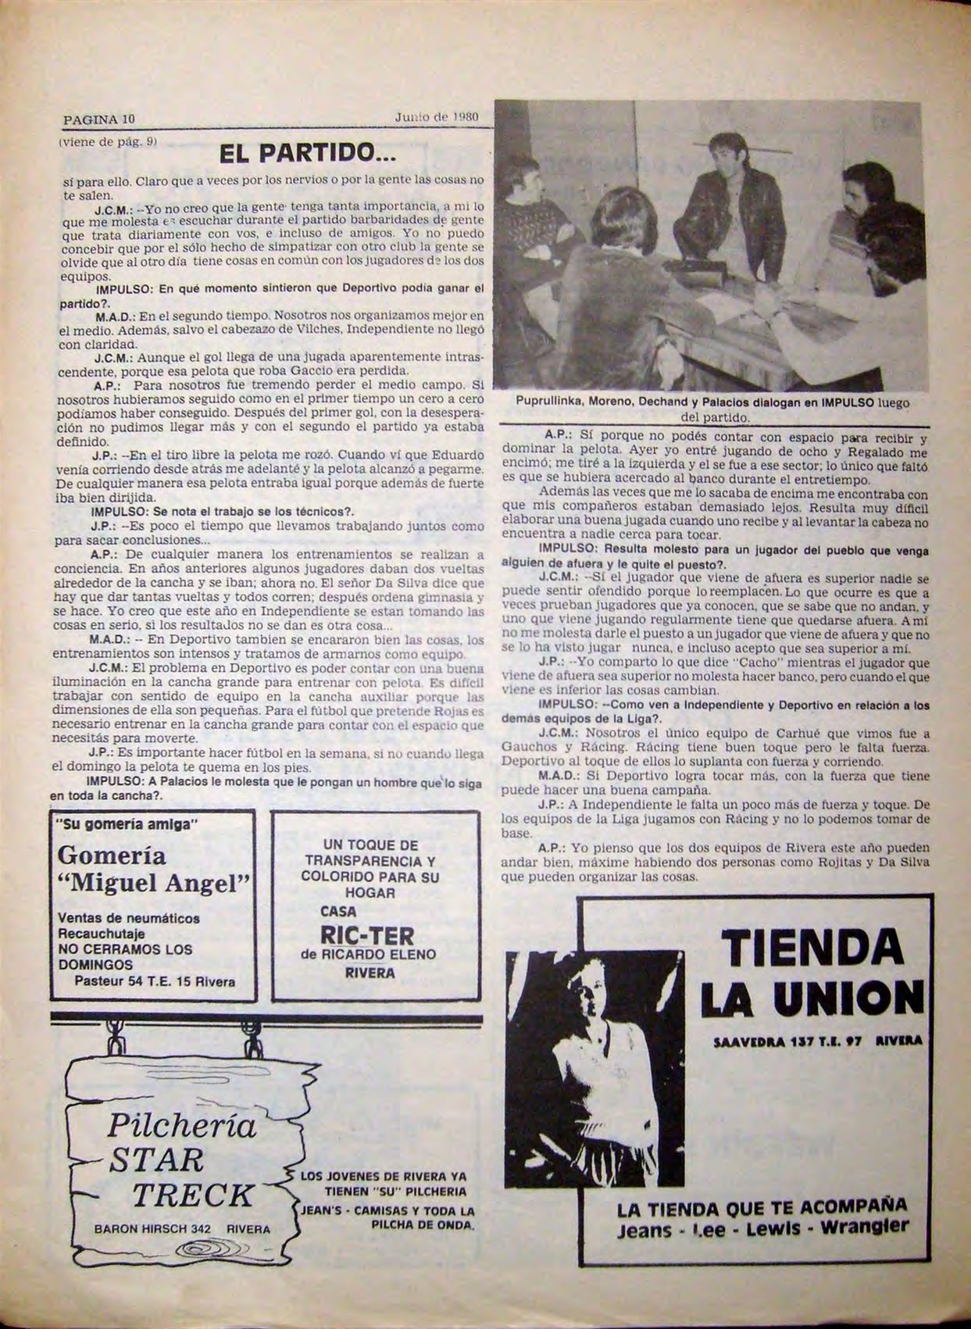 PAGINA 10
Junio de 1980
(viene de pág. 9)
EL PARTIDO...
sí para ello. Claro que a veces por los nervios o por la gente las cosas no
te salen.
J.C.M.: --Yo no creo que la gente tenga tanta importancia, a mi lo
que me molesta es escuchar durante el partido barbaridades de gente
que trata diariamente con vos, e incluso de amigos. Yo no puedo
concebir que por el sólo hecho de simpatizar con otro club la gente se
olvide que al otro día tiene cosas en común con los jugadores de los dos
equipos.
IMPULSO: En qué momento sintieron que Deportivo podía ganar el
partido?.
M.A.D.: En el segundo tiempo. Nosotros nos organizamos mejor en
el medio. Además, salvo el cabezazo de Vilches, Independiente no llegó
con claridad.
J.C.M.: Aunque el gol llega de una jugada aparentemente intras-
cendente, porque esa pelota que roba Gaccio era perdida.
A.P.: Para nosotros fue tremendo perder el medio campo. Si
nosotros hubieramos seguido como en el primer tiempo un cero a cero
podíamos haber conseguido. Después del primer gol, con la desespera-
ción no pudimos llegar más y con el segundo el partido ya estaba
definido.
J.P.: --En el tiro libre la pelota me rozó. Cuando ví que Eduardo
venía corriendo desde atrás me adelanté y la pelota alcanzó a pegarme.
De cualquier manera esa pelota entraba igual porque además de fuerte
iba bien dirijida.
IMPULSO: Se nota el trabajo se los técnicos?.
J.P.: --Es poco el tiempo que llevamos trabajando juntos como
para sacar conclusiones...
A.P.: De cualquier manera los entrenamientos se realizan a
conciencia. En años anteriores algunos jugadores daban dos vueltas
alrededor de la cancha y se iban; ahora no. El señor Da Silva dice que
hay que dar tantas vueltas y todos corren; después ordena gimnasia y
se hace. Yo creo que este año en Independiente se estan tomando las
cosas en serio, si los resultados no se dan es otra cosa...
M.A.D.: -- En Deportivo tambien se encararon bien las cosas, los
entrenamientos son intensos y tratamos de armarnos como equipo.
J.C.M.: El problema en Deportivo es poder contar con una buena
iluminación en la cancha grande para entrenar con pelota. Es difícil
trabajar con sentido de equipo en la cancha auxiliar porque las
dimensiones de ella son pequeñas. Para el fútbol que pretende Rojas es
necesario entrenar en la cancha grande para contar con el espacio que
necesitás para moverte.
J.P.: Es importante hacer fútbol en la semana, si no cuando llega
el domingo la pelota te quema en los pies.
IMPULSO: A Palacios le molesta que le pongan un hombre que lo siga
en toda la cancha?.
Puprullinka, Moreno, Dechand y Palacios dialogan en IMPULSO luego
del partido.
A.P.: Sí porque no podés contar con espacio para recibir y
dominar la pelota. Ayer yo entré jugando de ocho y Regalado me
encimó; me tiré a la izquierda y el se fue a ese sector; lo único que faltó
es que se hubiera acercado al banco durante el entretiempo.
Además las veces que me lo sacaba de encima me encontraba con
que mis compañeros estaban demasiado lejos. Resulta muy difícil
elaborar una buena jugada cuando uno recibe y al levantar la cabeza no
encuentra a nadie cerca para tocar.
IMPULSO: Resulta molesto para un jugador del pueblo que venga
alguien de afuera y le quite el puesto?.
J.C.M.: --Si el jugador que viene de afuera es superior nadie se
puede sentir ofendido porque lo reemplacen. Lo que ocurre es que a
veces prueban jugadores que ya conocen, que se sabe que no andan, y
uno que viene jugando regularmente tiene que quedarse afuera. A mí
no me molesta darle el puesto a un jugador que viene de afuera y que no
se lo ha visto jugar nunca, e incluso acepto que sea superior a mí.
J.P.: --Yo comparto lo que dice "Cacho" mientras el jugador que
viene de afuera sea superior no molesta hacer banco, pero cuando el que
viene es inferior las cosas cambian.
IMPULSO: --Como ven a Independiente y Deportivo en relación a los
demás equipos de la Liga?.
J.C.M.: Nosotros el único equipo de Carhué que vimos fue a
Gauchos y Rácing. Rácing tiene buen toque pero le falta fuerza.
Deportivo al toque de ellos lo suplanta con fuerza y corriendo.
M.A.D.: Si Deportivo logra tocar más, con la fuerza que tiene
puede hacer una buena campaña.
J.P.: A Independiente le falta un poco más de fuerza y toque. De
los equipos de la Liga jugamos con Rácing y no lo podemos tomar de
base.
A.P.: Yo pienso que los dos equipos de Rivera este año pueden
andar bien, máxime habiendo dos personas como Rojitas y Da Silva
que pueden organizar las cosas.
"Su gomería amiga"
Gomería
"Miguel Angel"
Ventas de neumáticos
Recauchutaje
NO CERRAMOS LOS
DOMINGOS
Pasteur 54 T.E. 15 Rivera
UN TOQUE DE
TRANSPARENCIA Y
COLORIDO PARA SU
HOGAR
CASA
RIC-TER
de RICARDO ELENO
RIVERA
Pilchería
STAR
TRECK
BARON HIRSCH 342 RIVERA
LOS JOVENES DE RIVERA YA
TIENEN "SU" PILCHERIA
JEAN'S - CAMISAS Y TODA LA
PILCHA DE ONDA.
TIENDA
LA UNION
SAAVEDRA 137 T.E. 97 RIVERA
LA TIENDA QUE TE ACOMPAÑA
Jeans - Lee - Lewis - Wrangler